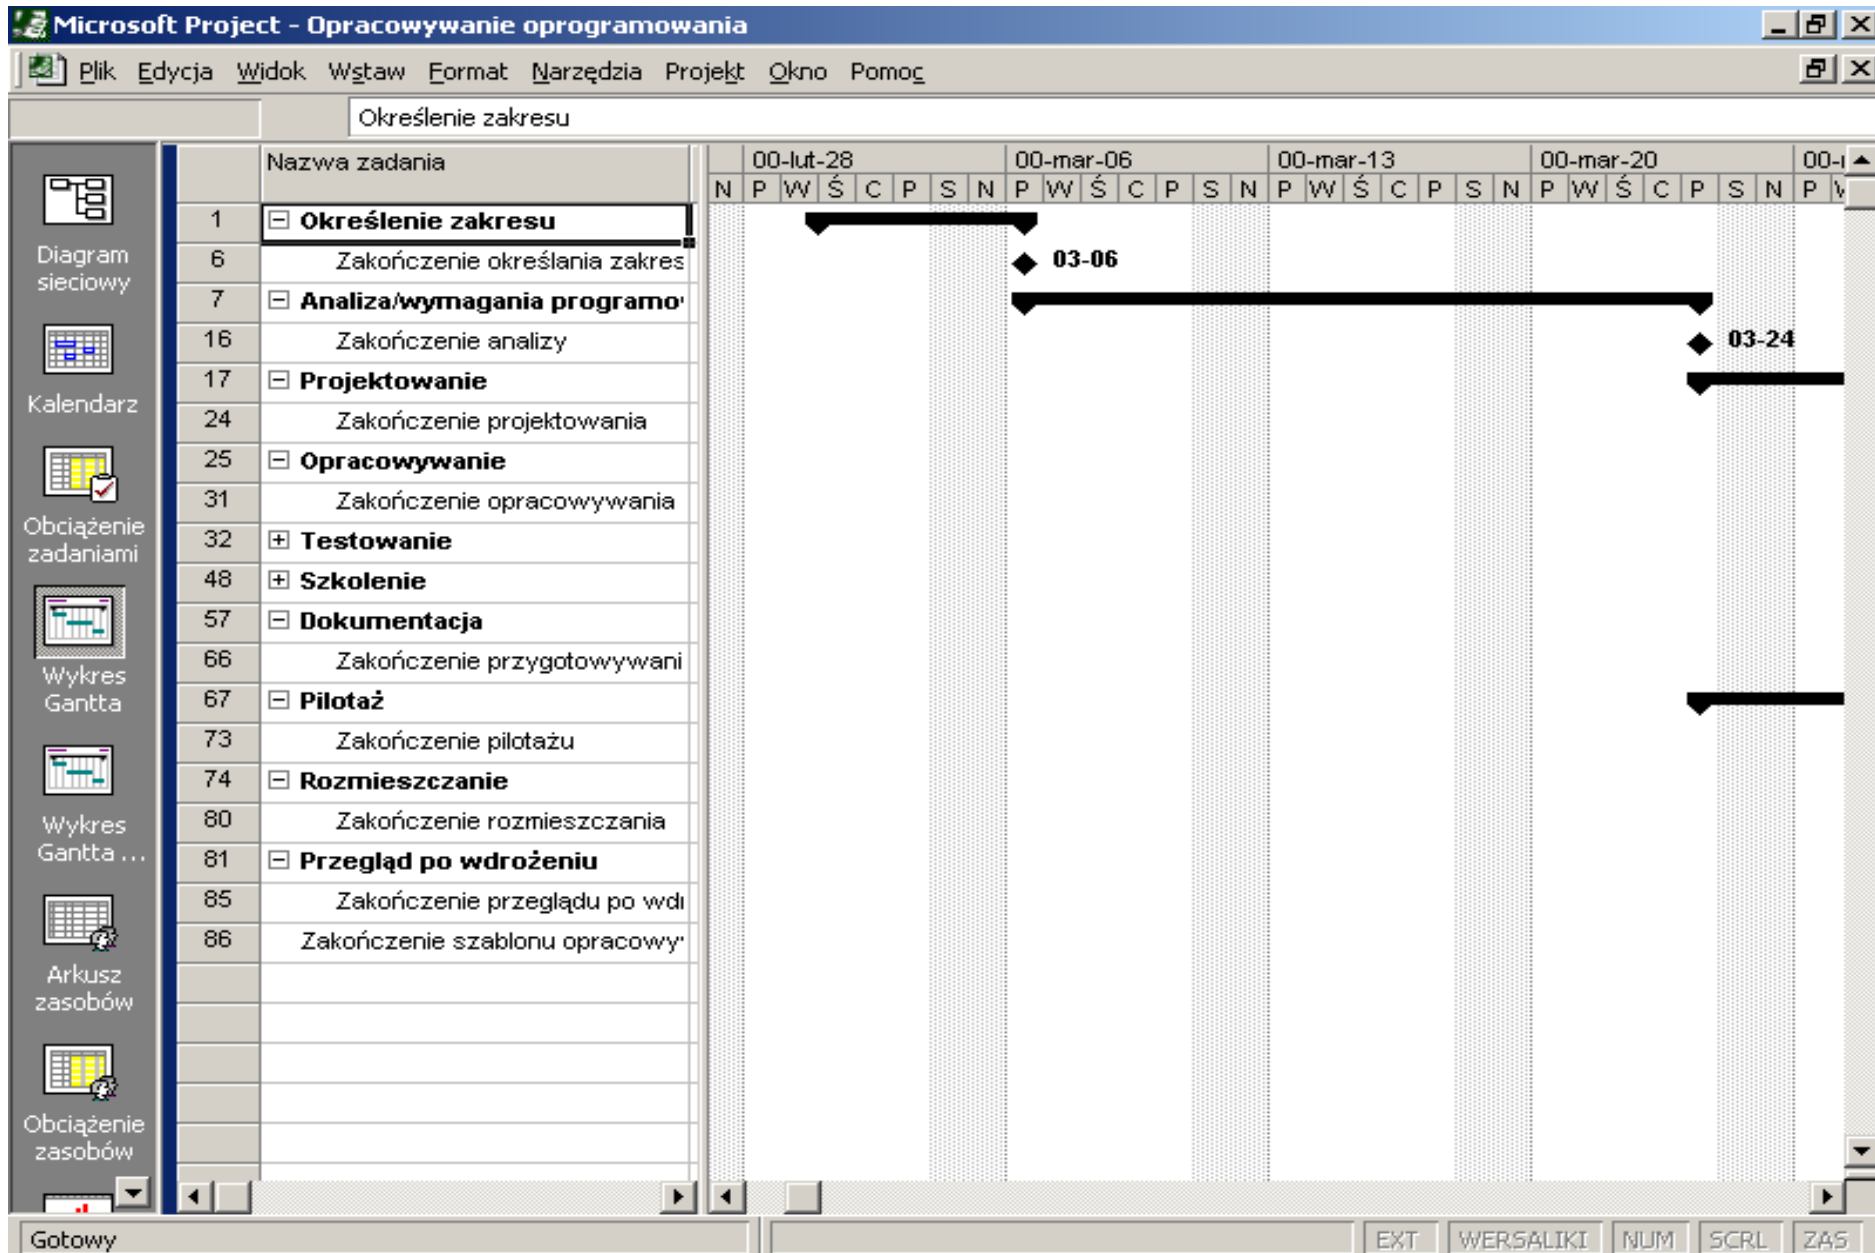 Microsoft Project - Opracowywanie oprogramowania
Plik Edycja Widok Wstaw Format Narzędzia Projekt Okno Pomoc
Określenie zakresu
Nazwa zadania
00-lut-28 00-mar-06 00-mar-13 00-mar-20
N P W Ś C P S N P W Ś C P S N P W Ś C P S N P W Ś C P S N P
1 Określenie zakresu
6 Zakończenie określania zakres 03-06
7 Analiza/wymagania programo
16 Zakończenie analizy 03-24
17 Projektowanie
24 Zakończenie projektowania
25 Opracowywanie
31 Zakończenie opracowywania
32 Testowanie
48 Szkolenie
57 Dokumentacja
66 Zakończenie przygotowywani
67 Pilotaż
73 Zakończenie pilotażu
74 Rozmieszczanie
80 Zakończenie rozmieszczania
81 Przegląd po wdrożeniu
85 Zakończenie przeglądu po wdr
86 Zakończenie szablonu opracowy
Diagram
sieciowy
Kalendarz
Obciążenie
zadaniami
Wykres
Gantta
Wykres
Gantta ...
Arkusz
zasobów
Obciążenie
zasobów
Gotowy EXT WERSALIKI NUM SCRL ZAS